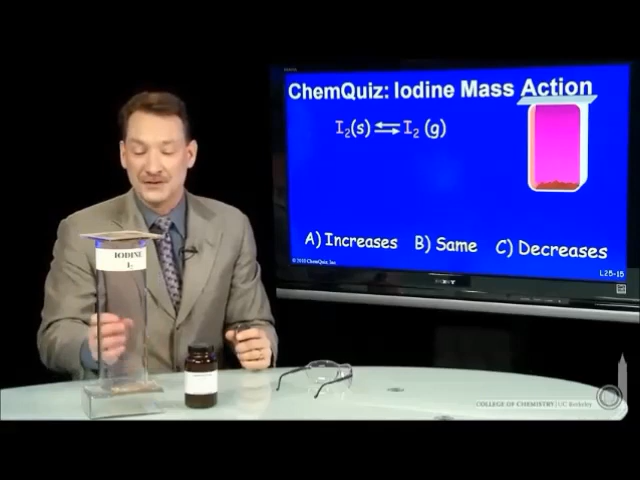 ChemQuiz: Iodine Mass Action
I₂(s) ⇌ I₂ (g)
A) Increases B) Same C) Decreases
© 2010 ChemQuiz, Inc.
L25-15
SONY
IODINE
I₂
COLLEGE OF CHEMISTRY | UC Berkeley